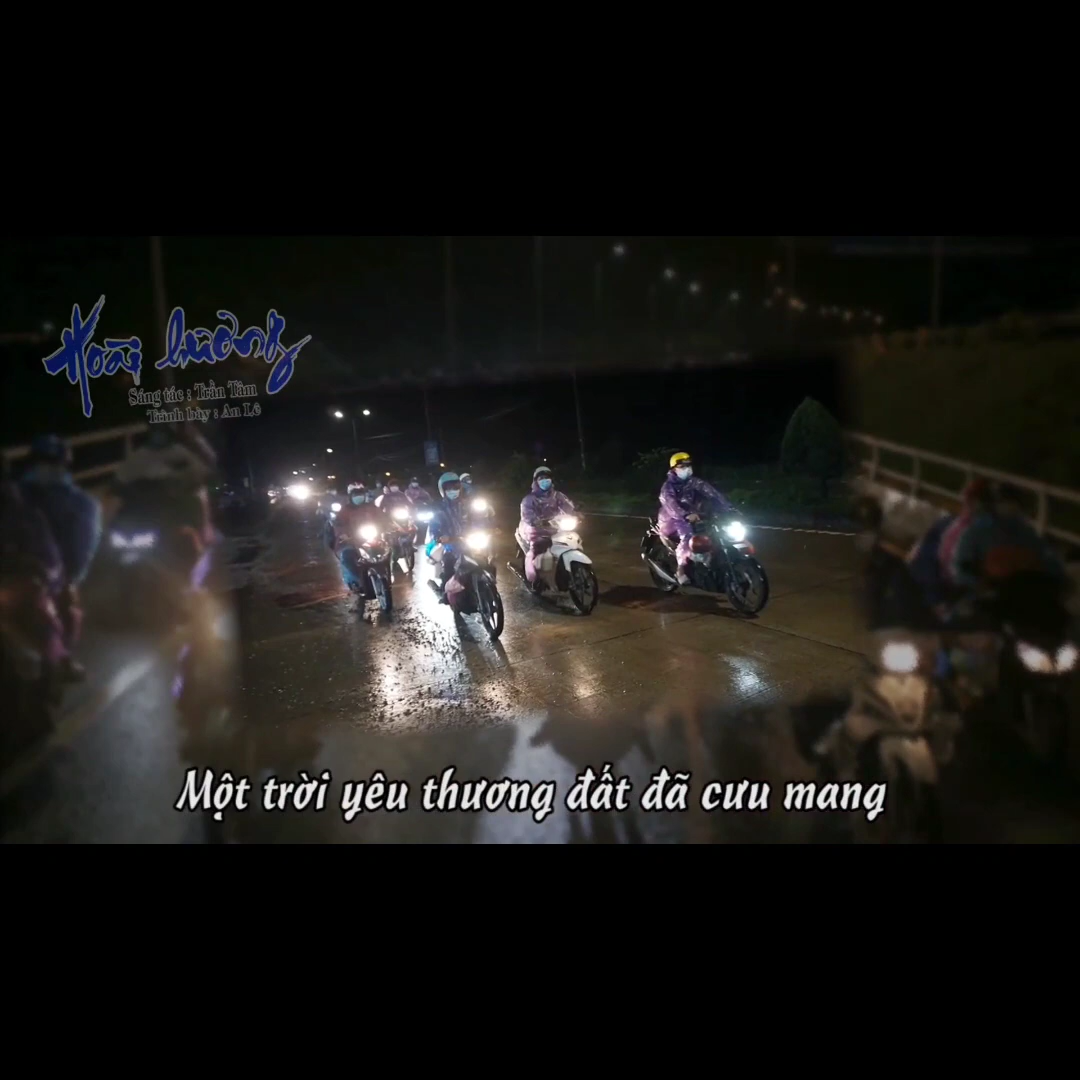 Hoài hương
Sáng tác : Trần Tâm
Trình bày : An Lê
Một trời yêu thương đất đã cưu mang